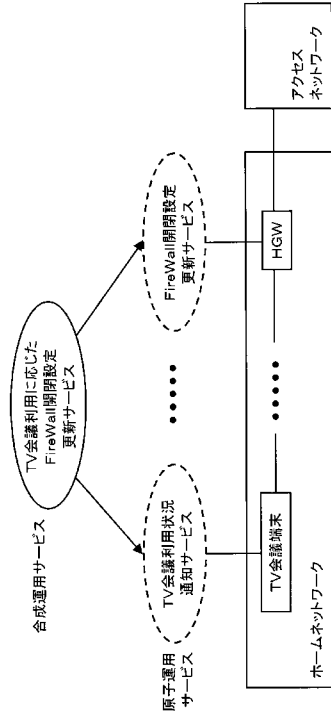 合成運用サービス
TV会議利用に応じた
FireWall開閉設定
更新サービス
原子運用
サービス
TV会議利用状況
通知サービス
FireWall開閉設定
更新サービス
TV会議端末
HGW
ホームネットワーク
アクセス
ネットワーク